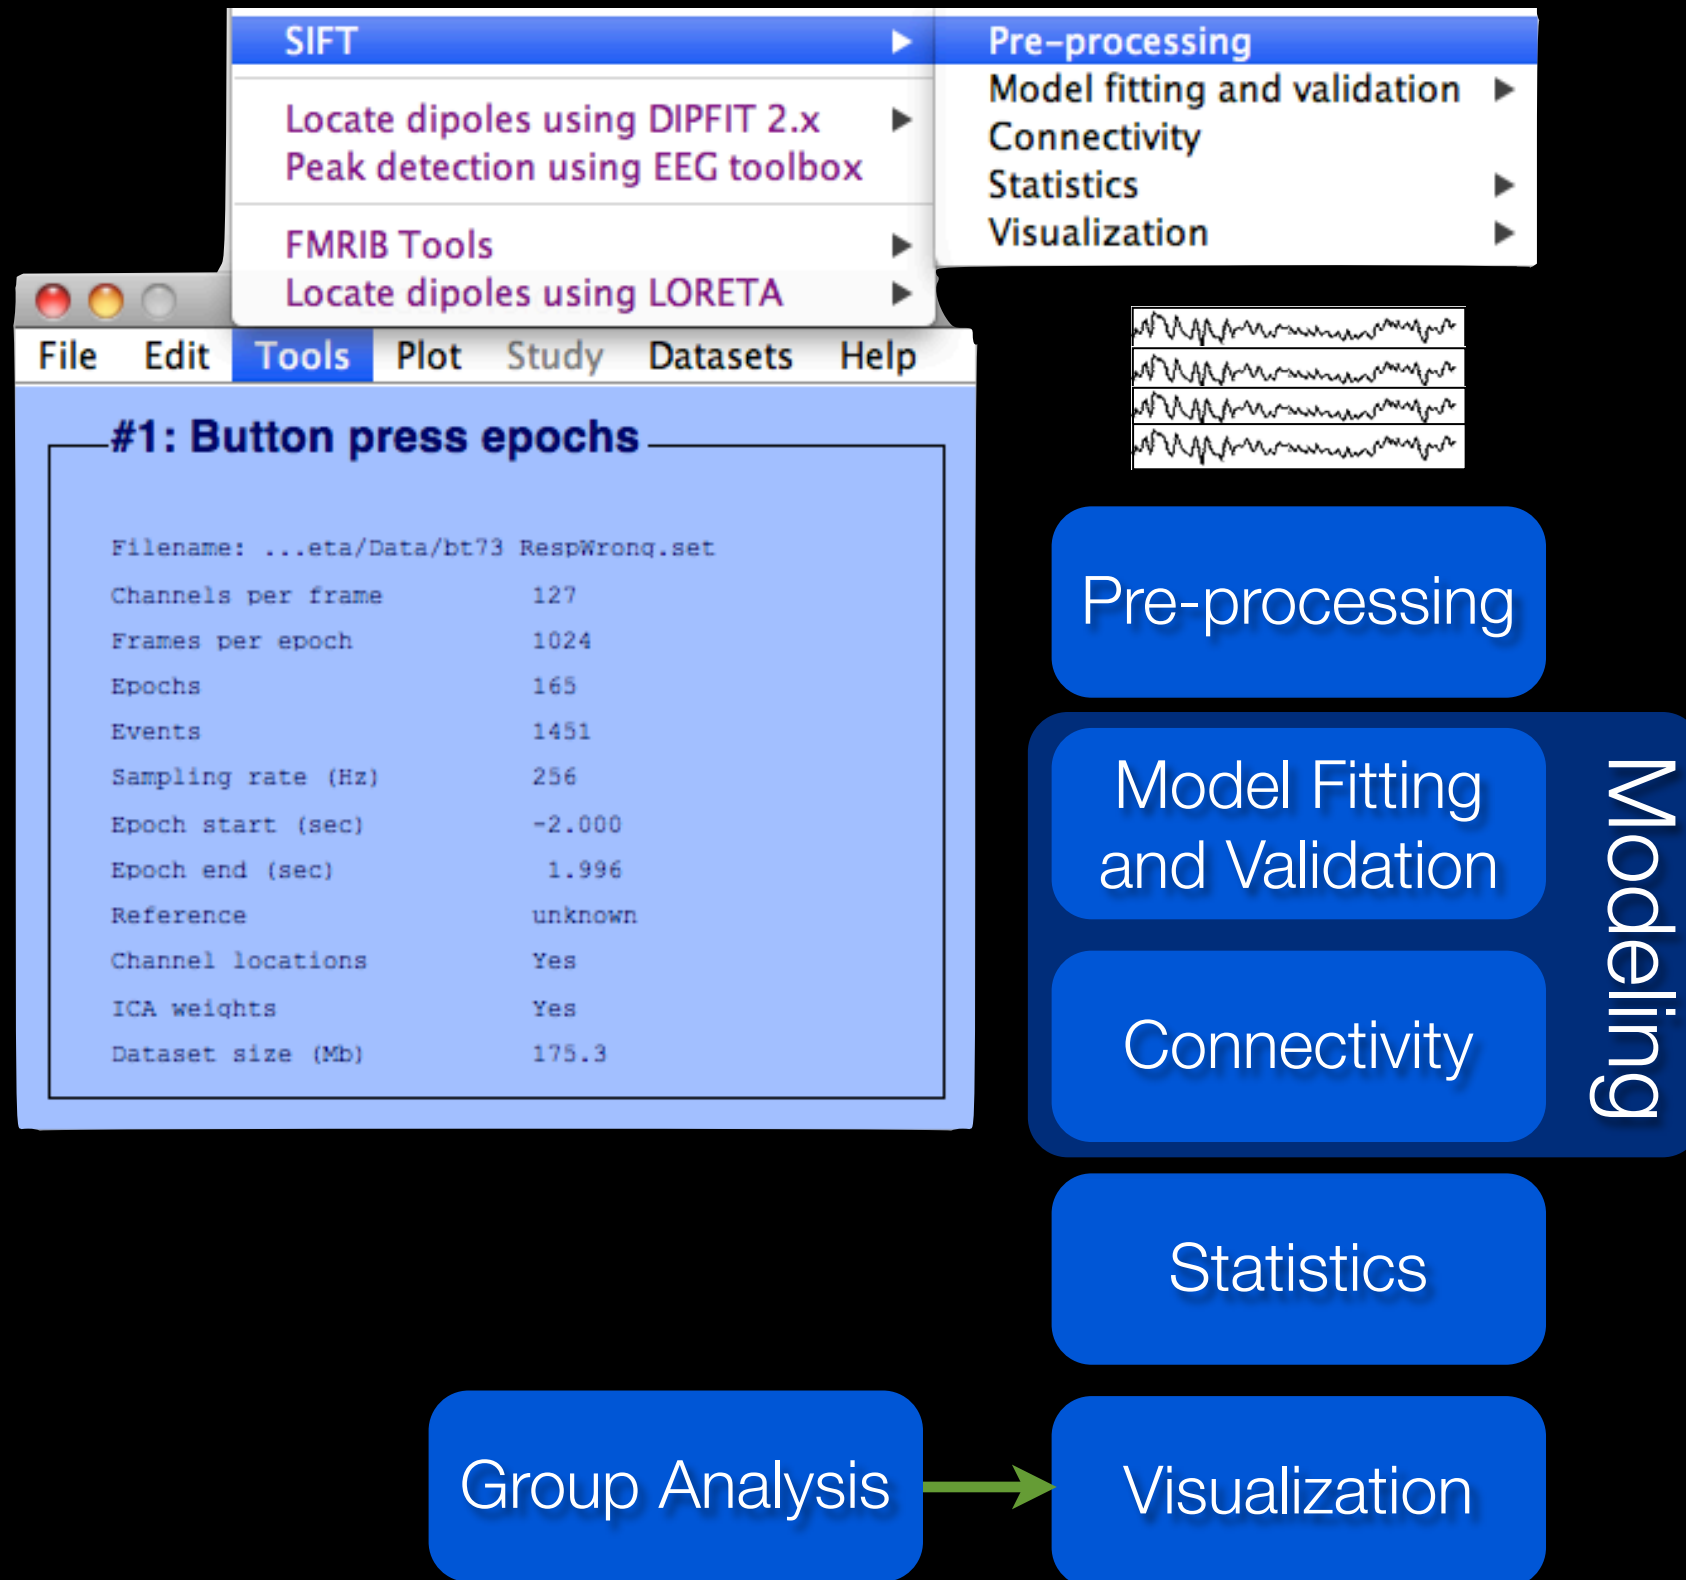 SIFT
Locate dipoles using DIPFIT 2.x
Peak detection using EEG toolbox
FMRIB Tools
Locate dipoles using LORETA
Pre-processing
Model fitting and validation
Connectivity
Statistics
Visualization
File Edit Tools Plot Study Datasets Help
#1: Button press epochs
Filename: ...eta/Data/bt73 RespWrong.set
Channels per frame 127
Frames per epoch 1024
Epochs 165
Events 1451
Sampling rate (Hz) 256
Epoch start (sec) -2.000
Epoch end (sec) 1.996
Reference unknown
Channel locations Yes
ICA weights Yes
Dataset size (Mb) 175.3
Pre-processing
Model Fitting
and Validation
Connectivity
Modeling
Statistics
Group Analysis
Visualization